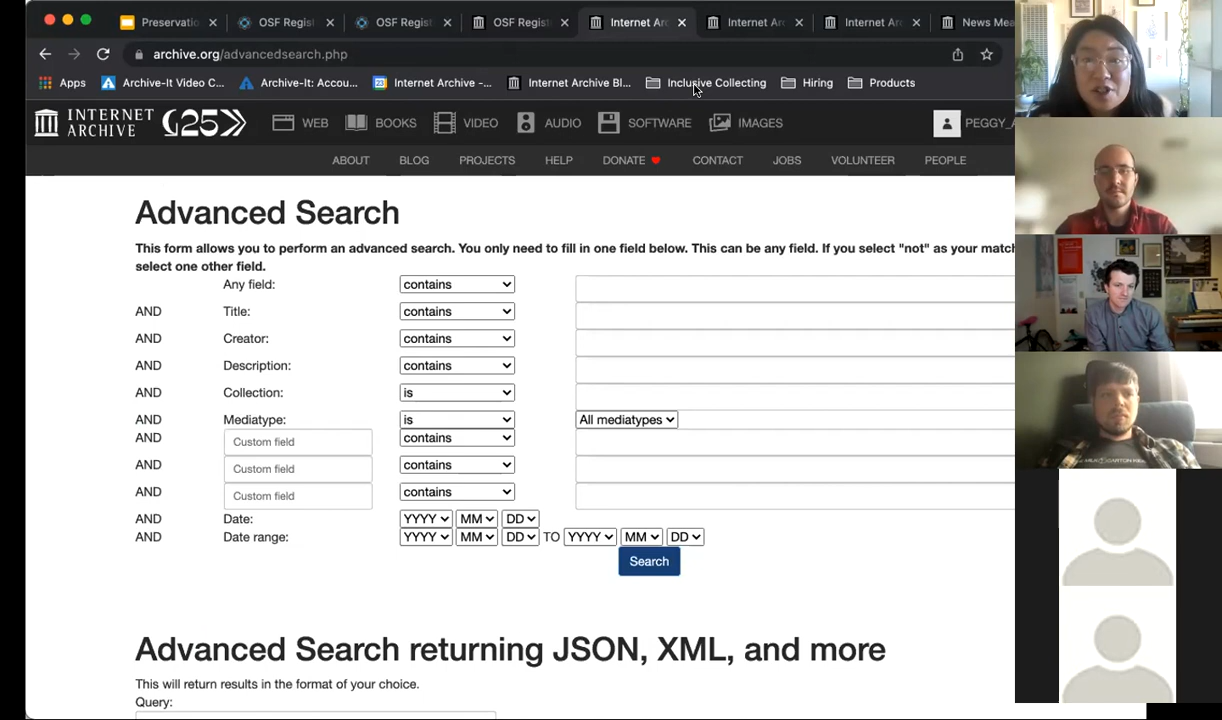 Preservatio
OSF Regist
OSF Regist
OSF Regist
Internet Arc
Internet Arc
Internet Arc
News Mea
archive.org/advancedsearch.php
Apps
Archive-It Video C...
Archive-It: Accou...
Internet Archive -...
Internet Archive Bl...
Inclusive Collecting
Hiring
Products
INTERNET
ARCHIVE
25
WEB
BOOKS
VIDEO
AUDIO
SOFTWARE
IMAGES
PEGGY_A
ABOUT
BLOG
PROJECTS
HELP
DONATE
CONTACT
JOBS
VOLUNTEER
PEOPLE
Advanced Search
This form allows you to perform an advanced search. You only need to fill in one field below. This can be any field. If you select "not" as your match
select one other field.
Any field: contains
AND Title: contains
AND Creator: contains
AND Description: contains
AND Collection: is
AND Mediatype: is All mediatypes
AND Custom field contains
AND Custom field contains
AND Custom field contains
AND Date: YYYY MM DD
AND Date range: YYYY MM DD TO YYYY MM DD
Search
Advanced Search returning JSON, XML, and more
This will return results in the format of your choice.
Query: